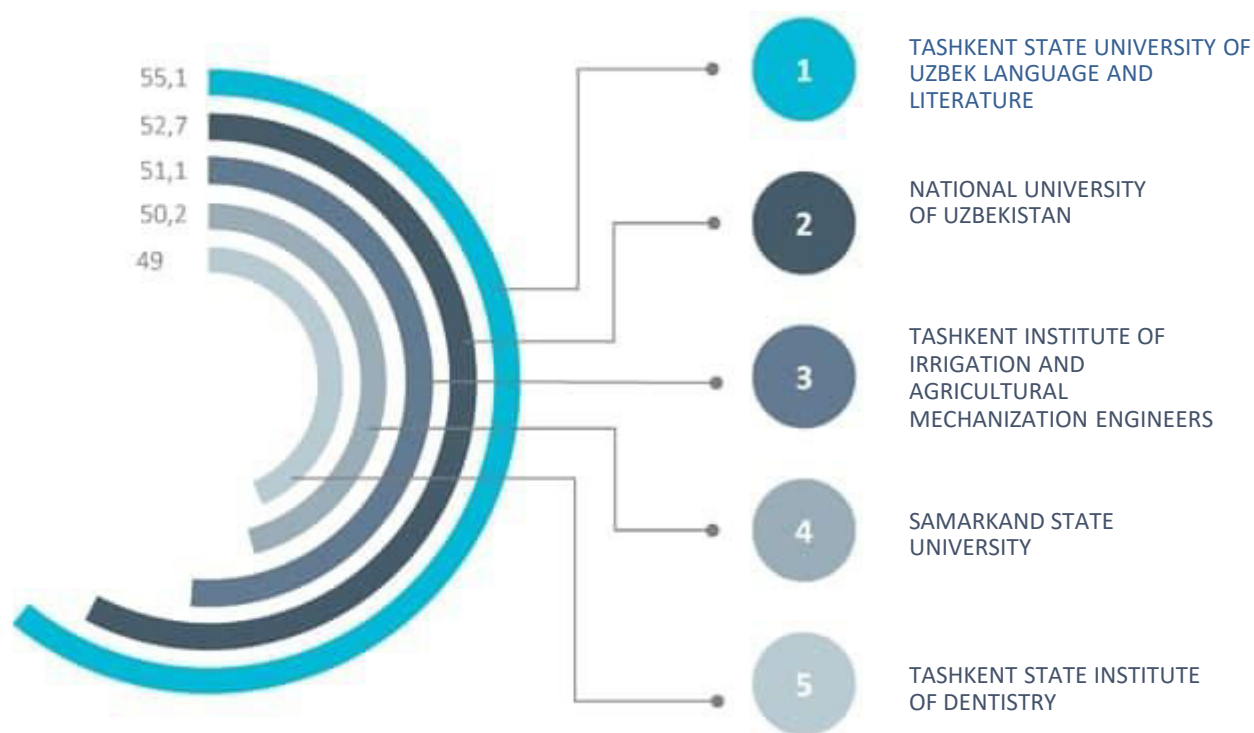 55,1
52,7
51,1
50,2
49
1
TASHKENT STATE UNIVERSITY OF
UZBEK LANGUAGE AND
LITERATURE
2
NATIONAL UNIVERSITY
OF UZBEKISTAN
3
TASHKENT INSTITUTE OF
IRRIGATION AND
AGRICULTURAL
MECHANIZATION ENGINEERS
4
SAMARKAND STATE
UNIVERSITY
5
TASHKENT STATE INSTITUTE
OF DENTISTRY